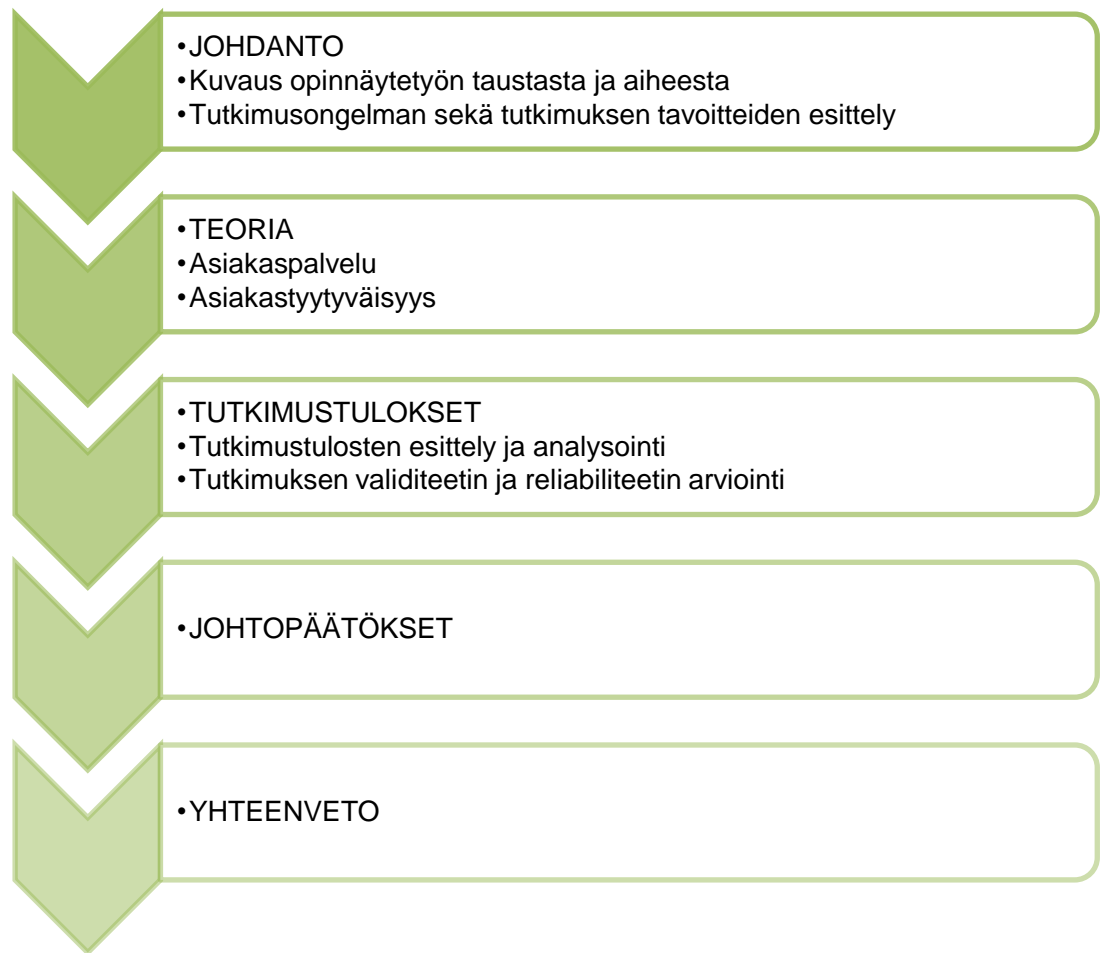 •JOHDANTO
•Kuvaus opinnäytetyön taustasta ja aiheesta
•Tutkimusongelman sekä tutkimuksen tavoitteiden esittely
•TEORIA
•Asiakaspalvelu
•Asiakastyytyväisyys
•TUTKIMUSTULOKSET
•Tutkimustulosten esittely ja analysointi
•Tutkimuksen validiteetin ja reliabiliteetin arviointi
•JOHTOPÄÄTÖKSET
•YHTEENVETO